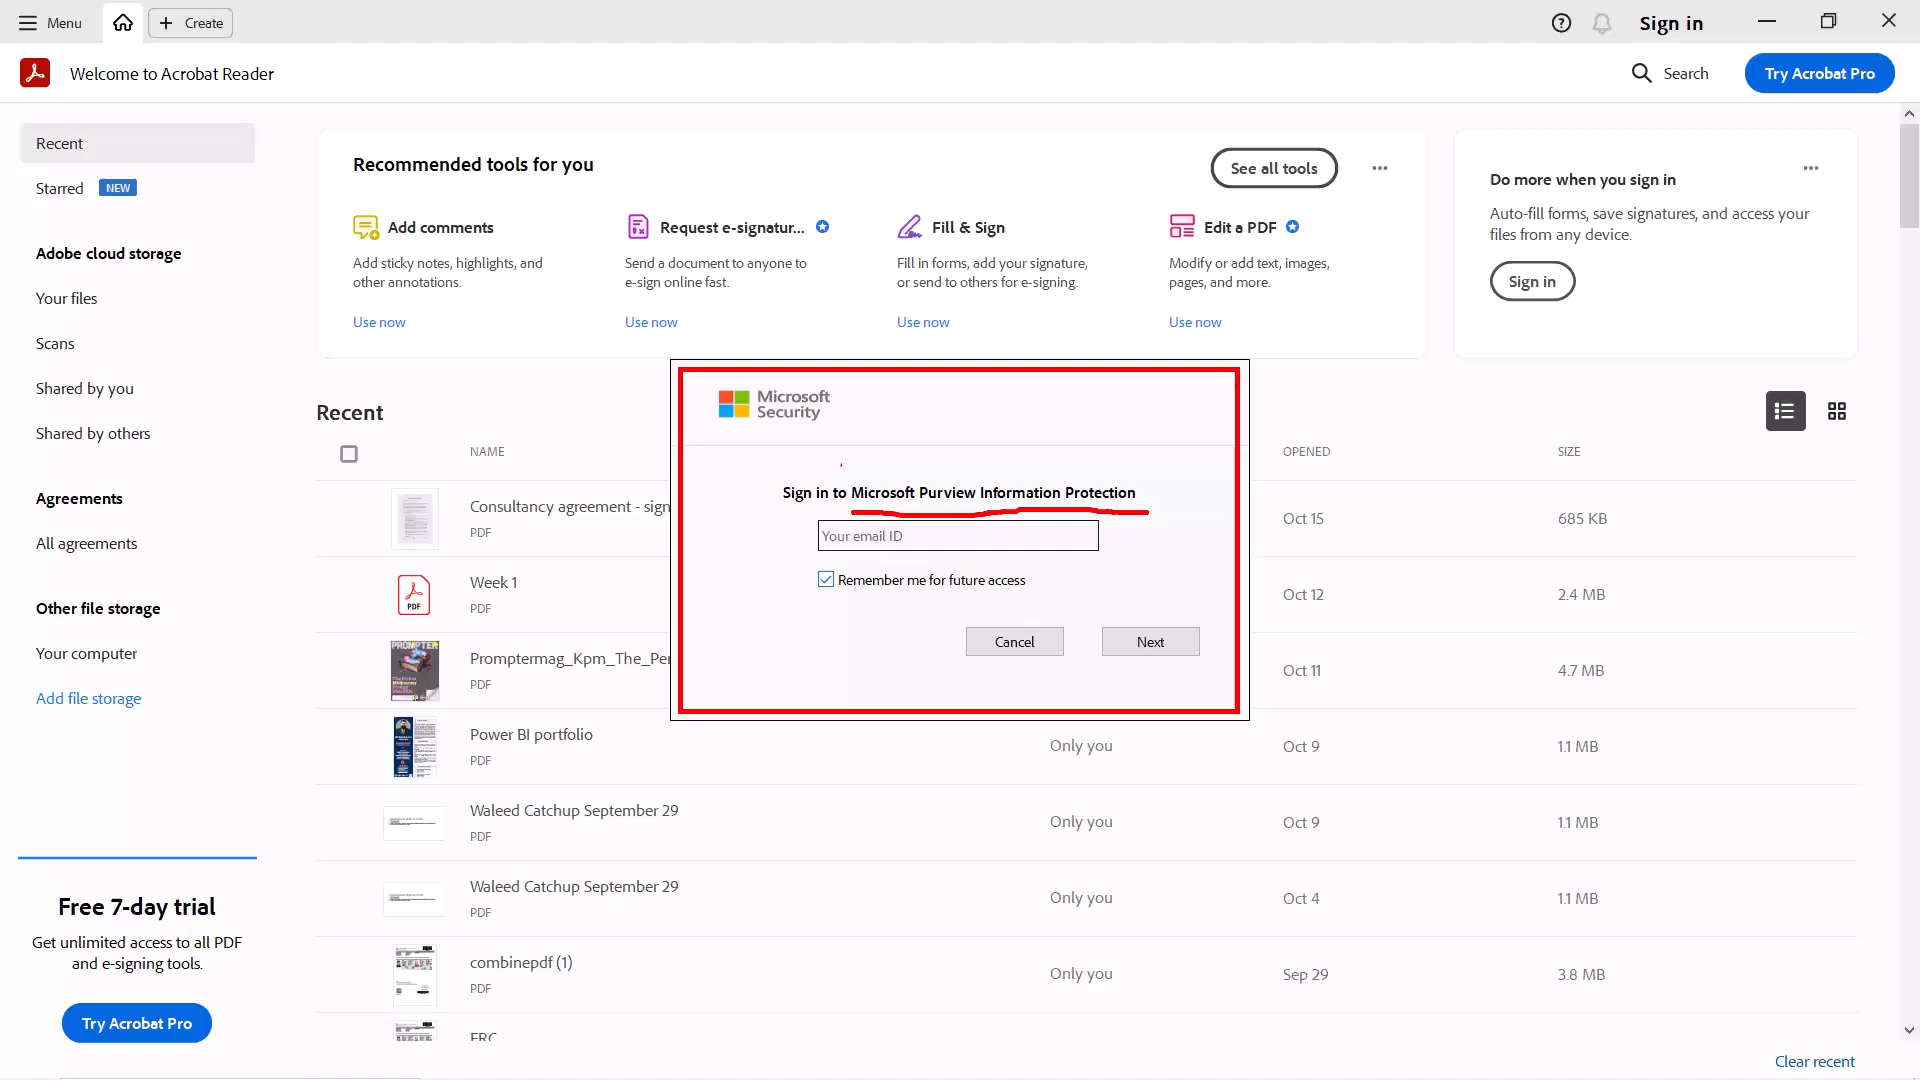 Menu
Create
Sign in
Welcome to Acrobat Reader
Search
Try Acrobat Pro
Recent
Starred NEW
Adobe cloud storage
Your files
Scans
Shared by you
Shared by others
Agreements
All agreements
Other file storage
Your computer
Add file storage
Free 7-day trial
Get unlimited access to all PDF
and e-signing tools.
Try Acrobat Pro
Recommended tools for you
See all tools
Add comments
Add sticky notes, highlights, and
other annotations.
Use now
Request e-signatur...
Send a document to anyone to
e-sign online fast.
Use now
Fill & Sign
Fill in forms, add your signature,
or send to others for e-signing.
Use now
Edit a PDF
Modify or add text, images,
pages, and more.
Use now
Do more when you sign in
Auto-fill forms, save signatures, and access your
files from any device.
Sign in
Microsoft
Security
Sign in to Microsoft Purview Information Protection
Your email ID
Remember me for future access
Cancel
Next
Recent
NAME
OPENED
SIZE
Consultancy agreement - sign
PDF
Oct 15
685 KB
Week 1
PDF
Oct 12
2.4 MB
Promptermag_Kpm_The_Per
PDF
Oct 11
4.7 MB
Power BI portfolio
PDF
Only you
Oct 9
1.1 MB
Waleed Catchup September 29
PDF
Only you
Oct 9
1.1 MB
Waleed Catchup September 29
PDF
Only you
Oct 4
1.1 MB
combinepdf (1)
PDF
Only you
Sep 29
3.8 MB
Clear recent